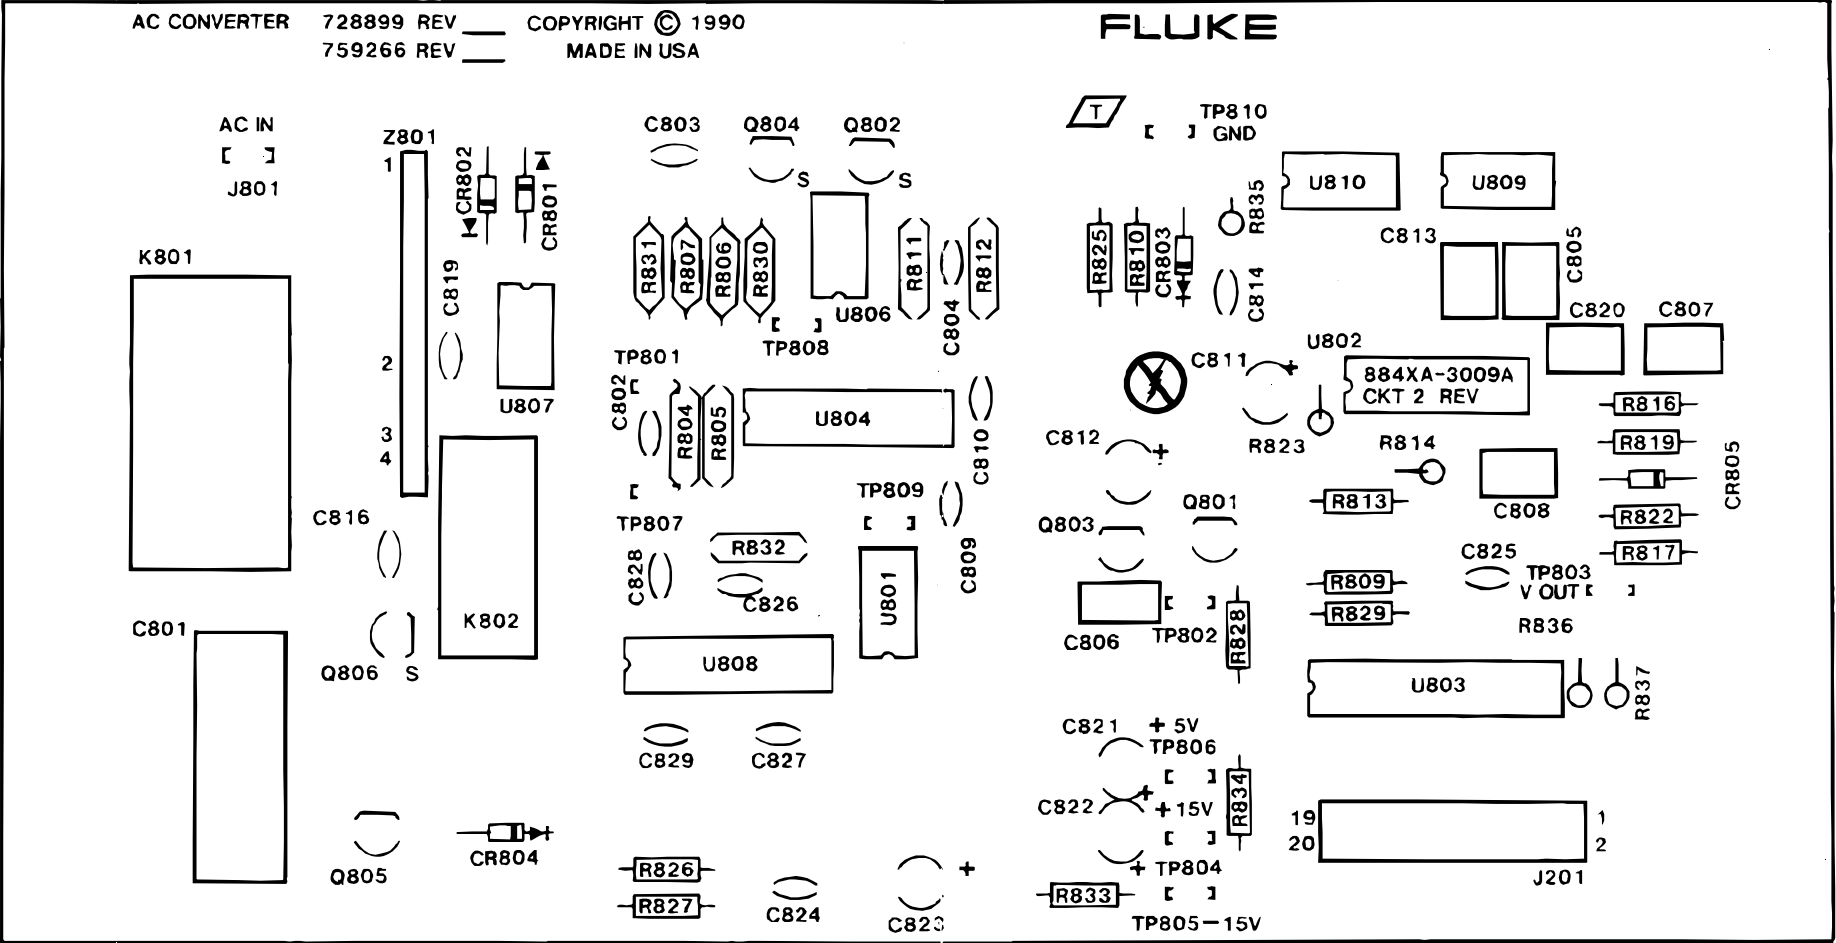 AC CONVERTER 728899 REV ___ COPYRIGHT © 1990
759266 REV ___ MADE IN USA
FLUKE
AC IN
J801
Z801
1
2
3
4
CR802
CR801
C803
Q804
S
Q802
S
T
TP810
GND
U810
U809
R835
K801
C819
U807
R831
R807
R806
R830
U806
R811
C804
R812
TP808
R825
R810
CR803
C814
C813
C805
C820
C807
TP801
C802
R804
R805
U804
C810
C811
U802
884XA-3009A
CKT 2 REV
R823
R814
R816
R819
CR805
R822
R817
C808
R813
C812
+
+
C816
K802
TP807
TP809
C809
C828
R832
C826
U801
Q803
Q801
C825
TP803
V OUT
R809
R829
R836
C806
TP802
R828
C801
Q806 S
U808
U803
R837
C829
C827
C821
+ 5V
TP806
C822
+
+ 15V
R834
+ TP804
19
20
1
2
J201
Q805
CR804
R826
R827
C824
C823
+
R833
TP805-15V